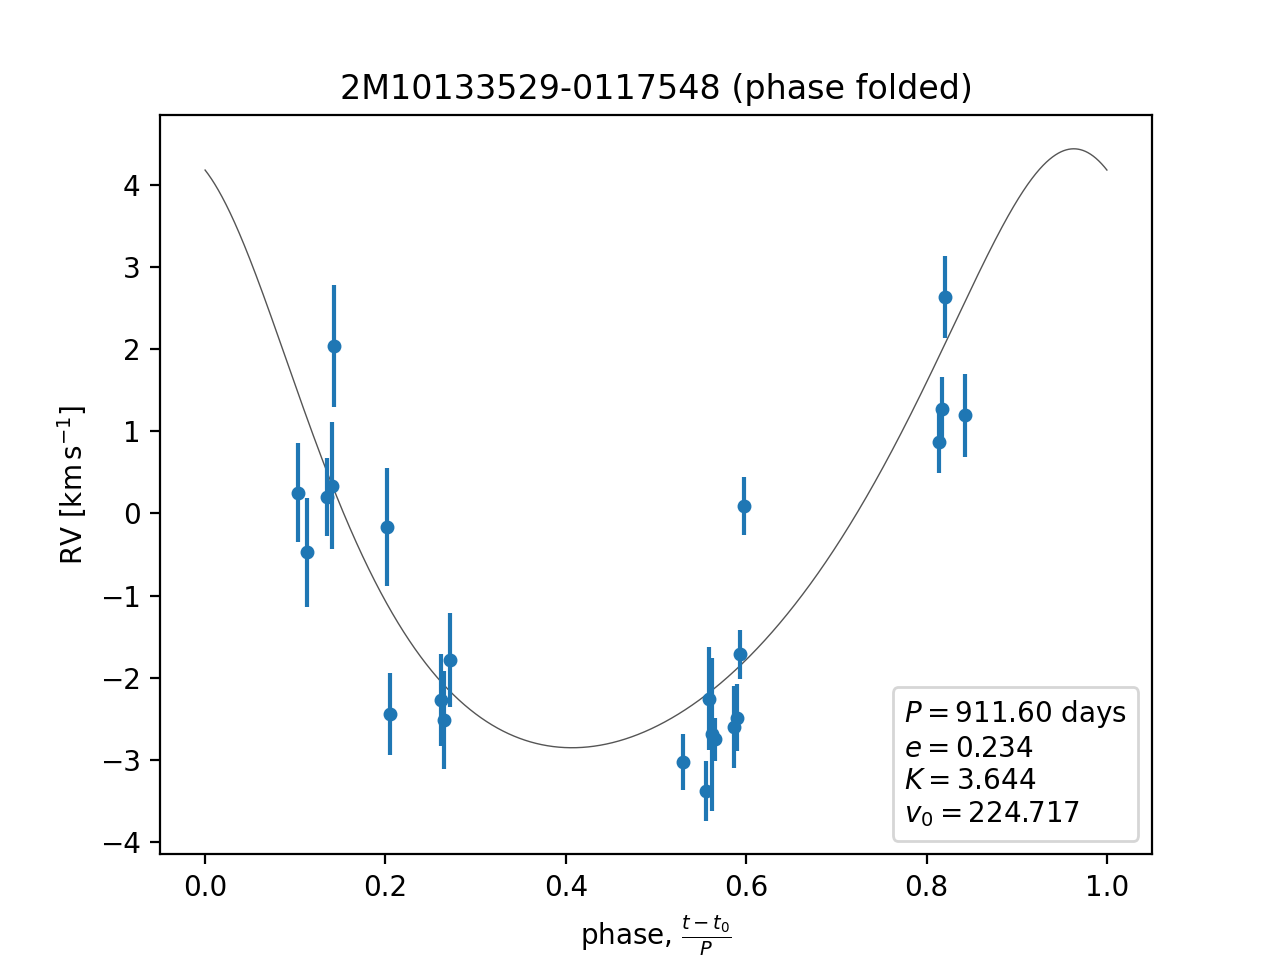 2M10133529-0117548 (phase folded)
RV [km s⁻¹]
4
3
2
1
0
−1
−2
−3
−4
0.0 0.2 0.4 0.6 0.8 1.0
phase, (t − t₀)/P
P = 911.60 days
e = 0.234
K = 3.644
v₀ = 224.717